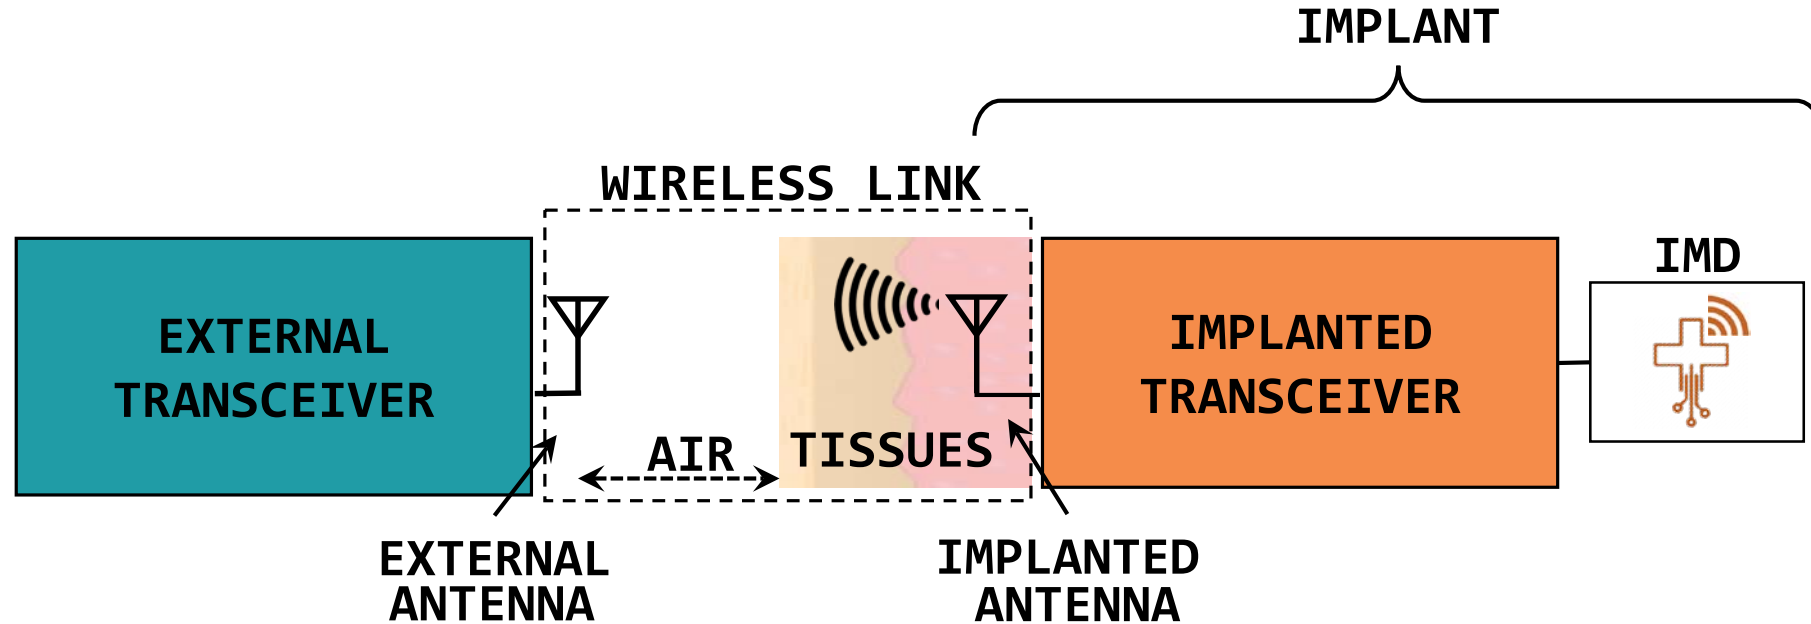 IMPLANT
WIRELESS LINK
IMD
EXTERNAL
TRANSCEIVER
IMPLANTED
TRANSCEIVER
AIR
TISSUES
EXTERNAL
ANTENNA
IMPLANTED
ANTENNA